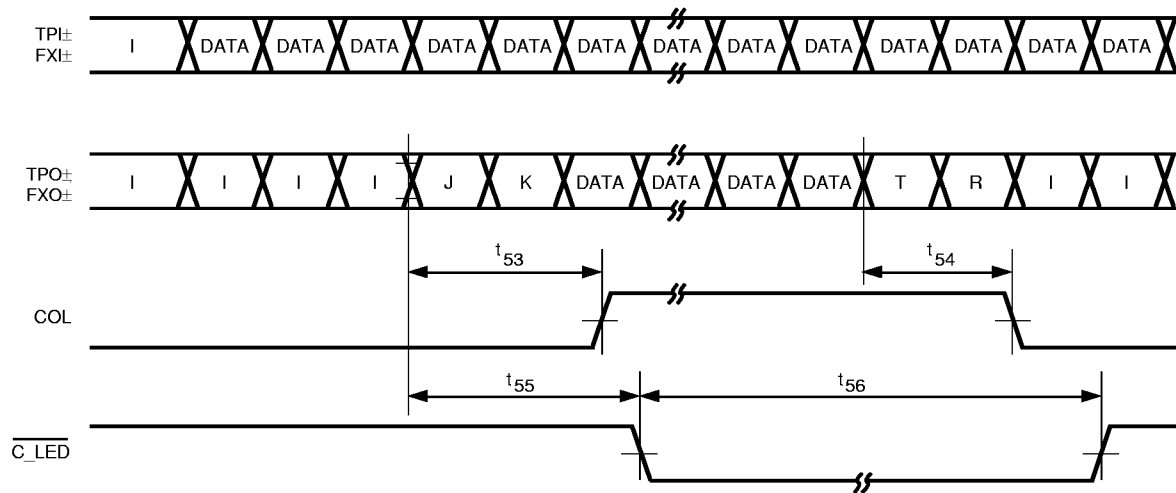 TPI±
FXI±
I DATA DATA DATA DATA DATA DATA DATA DATA DATA DATA DATA DATA DATA
TPO±
FXO±
I I I I J K DATA DATA DATA DATA T R I I
t53 t54
COL
t55 t56
C_LED